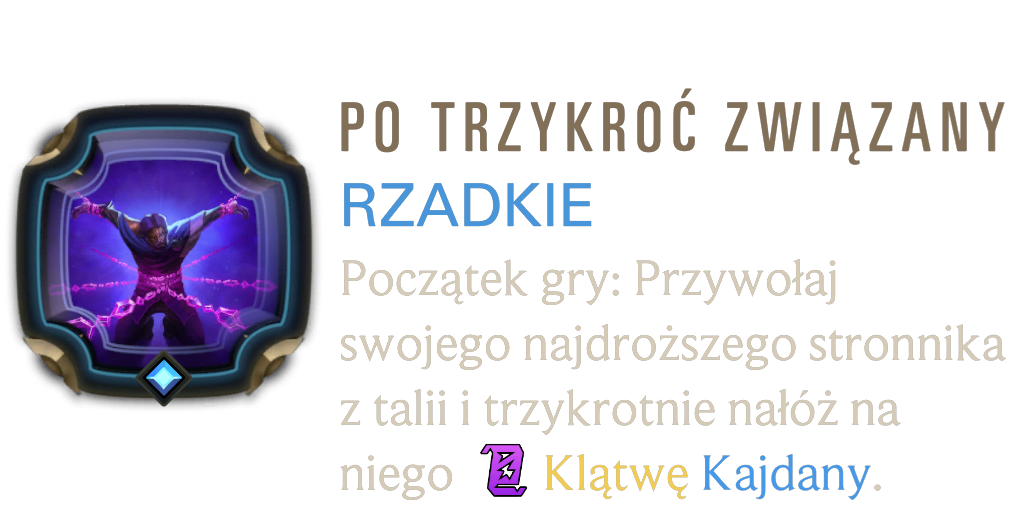 PO TRZYKROĆ ZWIĄZANY
RZADKIE
Początek gry: Przywołaj
swojego najdroższego stronnika
z talii i trzykrotnie nałóż na
niego Klątwę Kajdany.